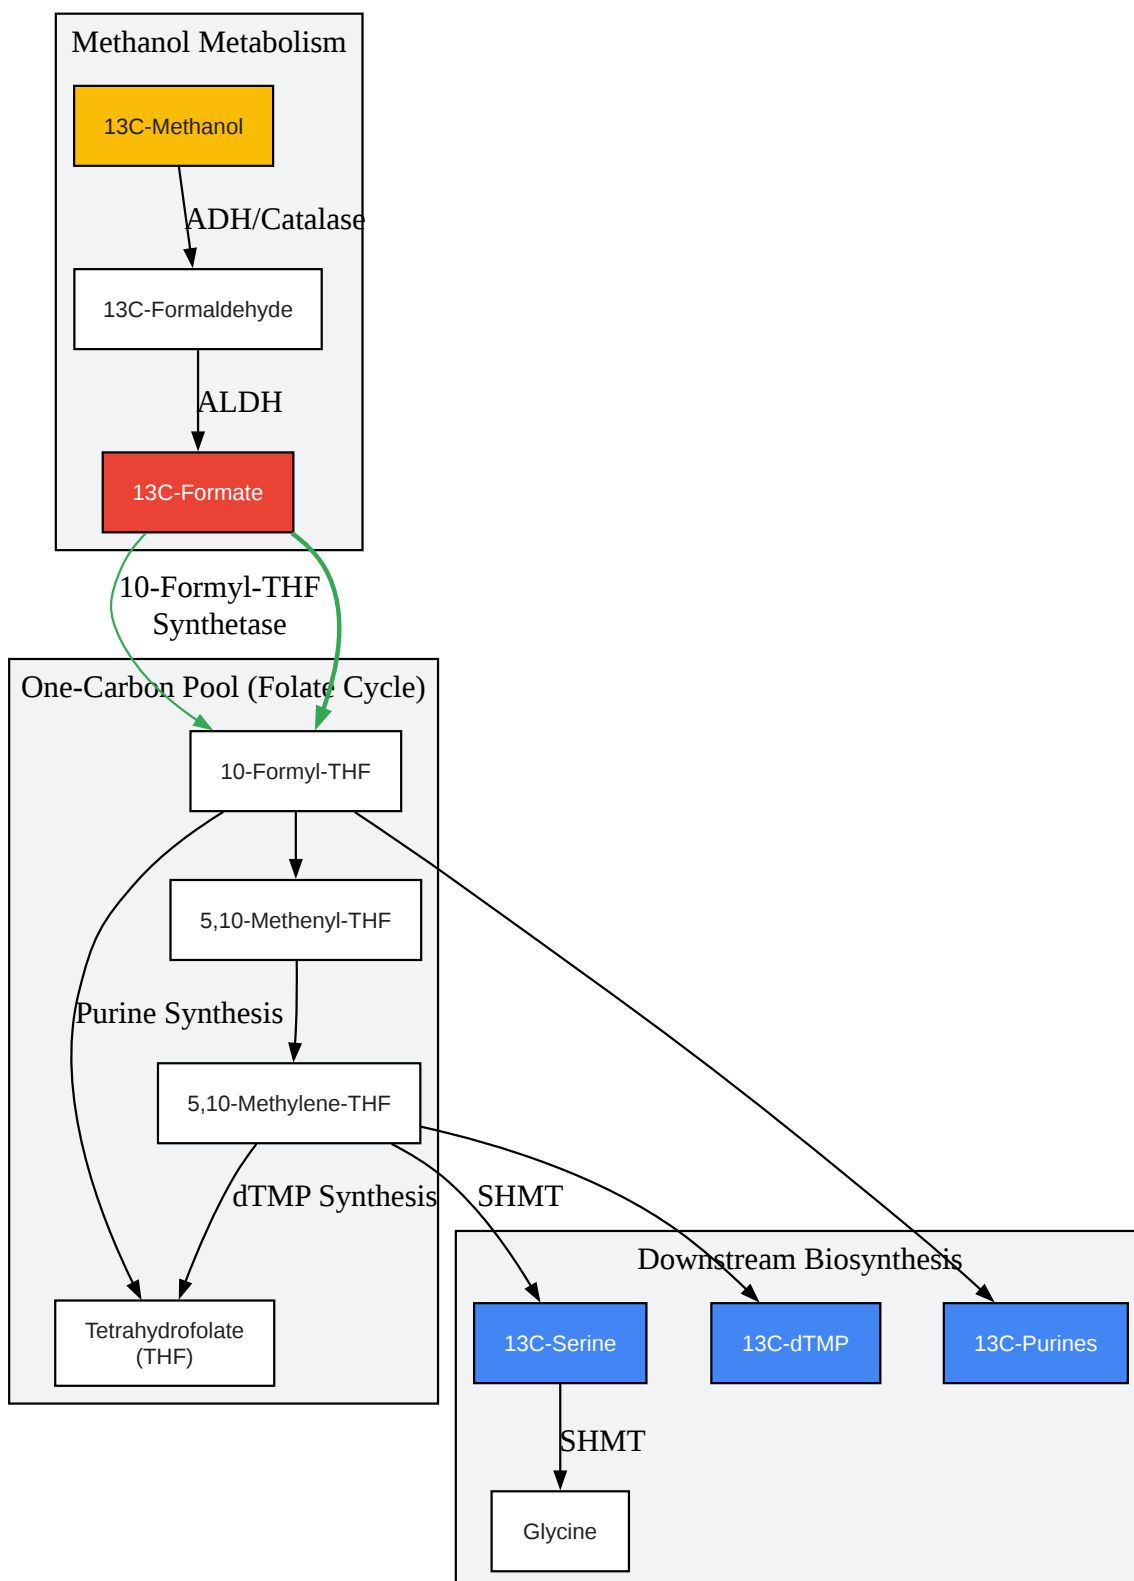 Methanol Metabolism
13C-Methanol
ADH/Catalase
13C-Formaldehyde
ALDH
13C-Formate
10-Formyl-THF
Synthetase
One-Carbon Pool (Folate Cycle)
10-Formyl-THF
5,10-Methenyl-THF
Purine Synthesis
5,10-Methylene-THF
dTMP Synthesis
SHMT
Tetrahydrofolate
(THF)
Downstream Biosynthesis
13C-Serine
13C-dTMP
13C-Purines
SHMT
Glycine